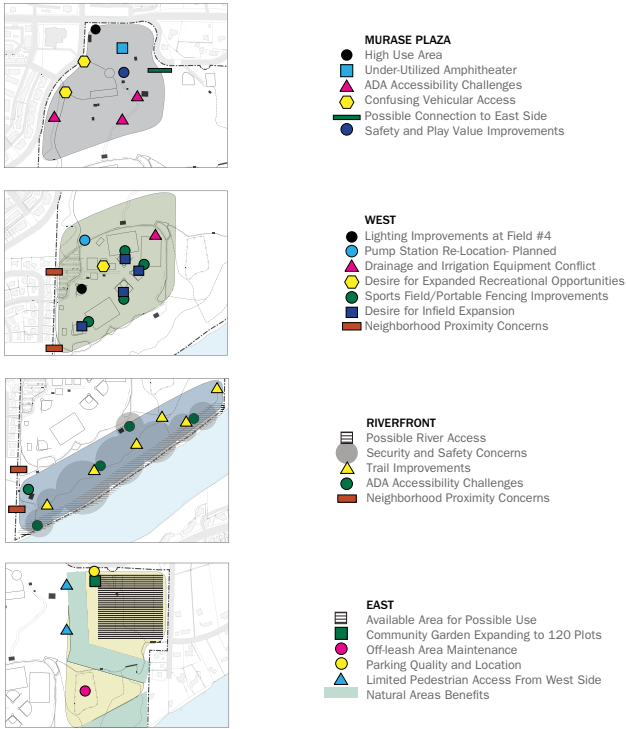 MURASE PLAZA
High Use Area
Under-Utilized Amphitheater
ADA Accessibility Challenges
Confusing Vehicular Access
Possible Connection to East Side
Safety and Play Value Improvements
WEST
Lighting Improvements at Field #4
Pump Station Re-Location- Planned
Drainage and Irrigation Equipment Conflict
Desire for Expanded Recreational Opportunities
Sports Field/Portable Fencing Improvements
Desire for Infield Expansion
Neighborhood Proximity Concerns
RIVERFRONT
Possible River Access
Security and Safety Concerns
Trail Improvements
ADA Accessibility Challenges
Neighborhood Proximity Concerns
EAST
Available Area for Possible Use
Community Garden Expanding to 120 Plots
Off-leash Area Maintenance
Parking Quality and Location
Limited Pedestrian Access From West Side
Natural Areas Benefits